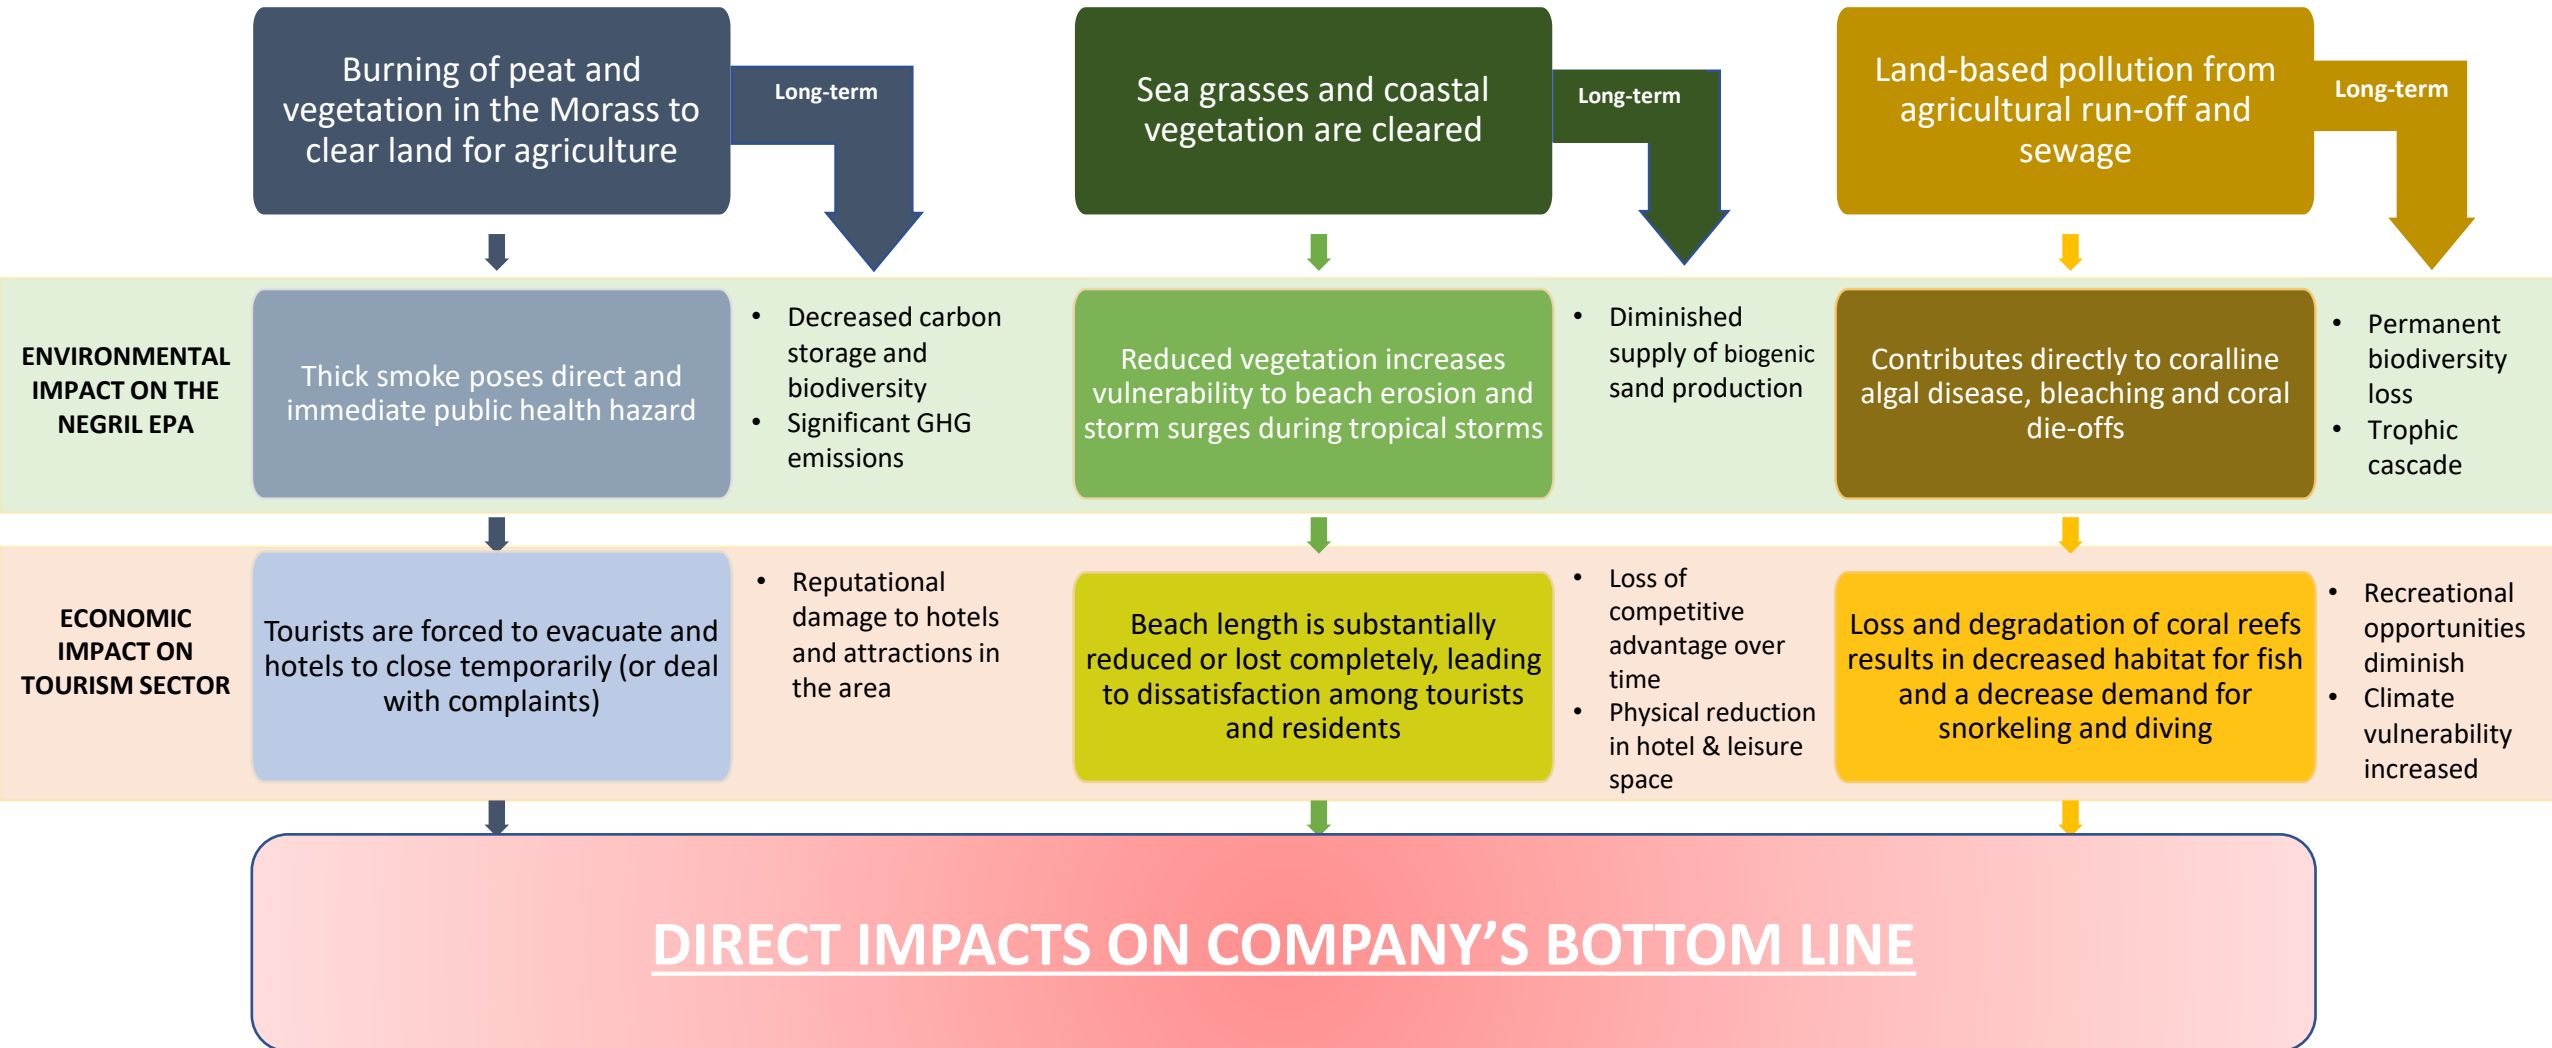 Burning of peat and
vegetation in the Morass to
clear land for agriculture
Long-term
Sea grasses and coastal
vegetation are cleared
Long-term
Land-based pollution from
agricultural run-off and
sewage
Long-term
ENVIRONMENTAL
IMPACT ON THE
NEGRIL EPA
Thick smoke poses direct and
immediate public health hazard
• Decreased carbon
storage and
biodiversity
• Significant GHG
emissions
Reduced vegetation increases
vulnerability to beach erosion and
storm surges during tropical storms
• Diminished
supply of biogenic
sand production
Contributes directly to coralline
algal disease, bleaching and coral
die-offs
• Permanent
biodiversity
loss
• Trophic
cascade
ECONOMIC
IMPACT ON
TOURISM SECTOR
Tourists are forced to evacuate and
hotels to close temporarily (or deal
with complaints)
• Reputational
damage to hotels
and attractions in
the area
Beach length is substantially
reduced or lost completely, leading
to dissatisfaction among tourists
and residents
• Loss of
competitive
advantage over
time
• Physical reduction
in hotel & leisure
space
Loss and degradation of coral reefs
results in decreased habitat for fish
and a decrease demand for
snorkeling and diving
• Recreational
opportunities
diminish
• Climate
vulnerability
increased
DIRECT IMPACTS ON COMPANY'S BOTTOM LINE